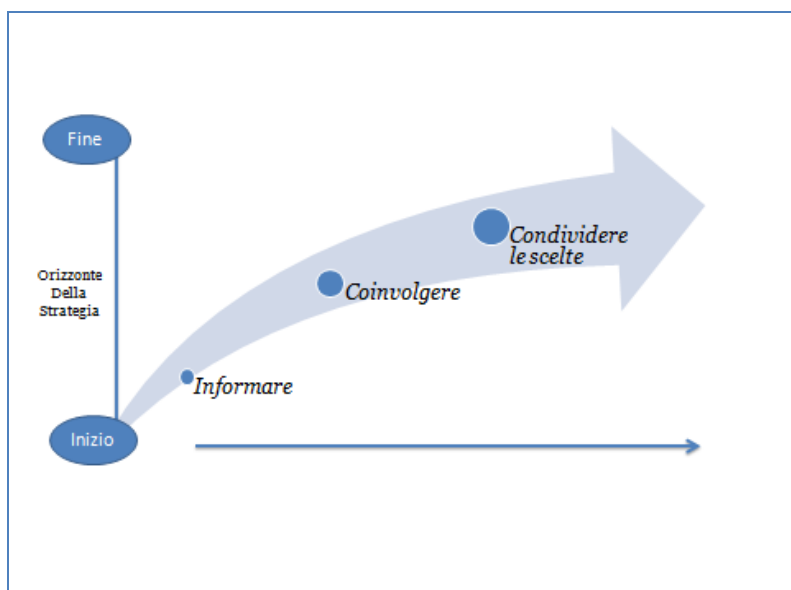 Fine
Orizzonte
Della
Strategia
Inizio
Informare
Coinvolgere
Condividere
le scelte